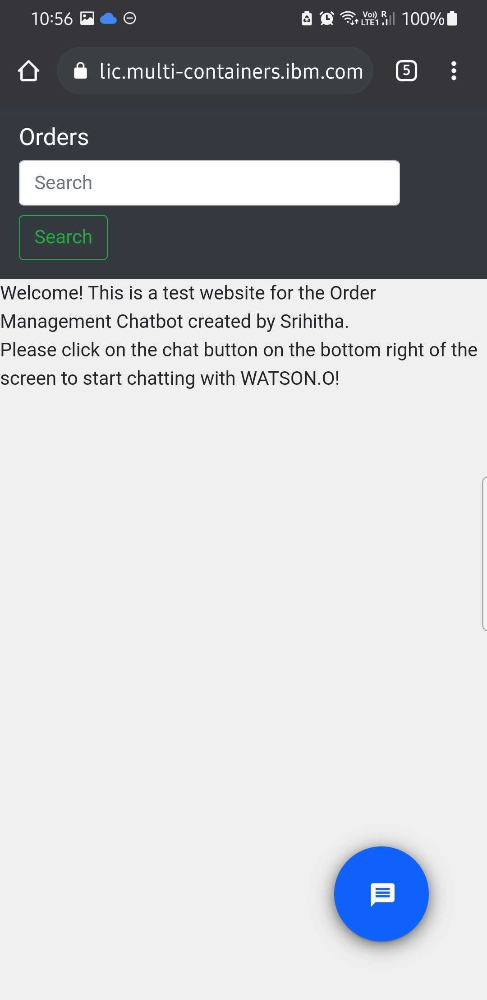 10:56 Vo)) R LTE1 100%
lic.multi-containers.ibm.com 5
Orders
Search
Search
Welcome! This is a test website for the Order
Management Chatbot created by Srihitha.
Please click on the chat button on the bottom right of the
screen to start chatting with WATSON.O!